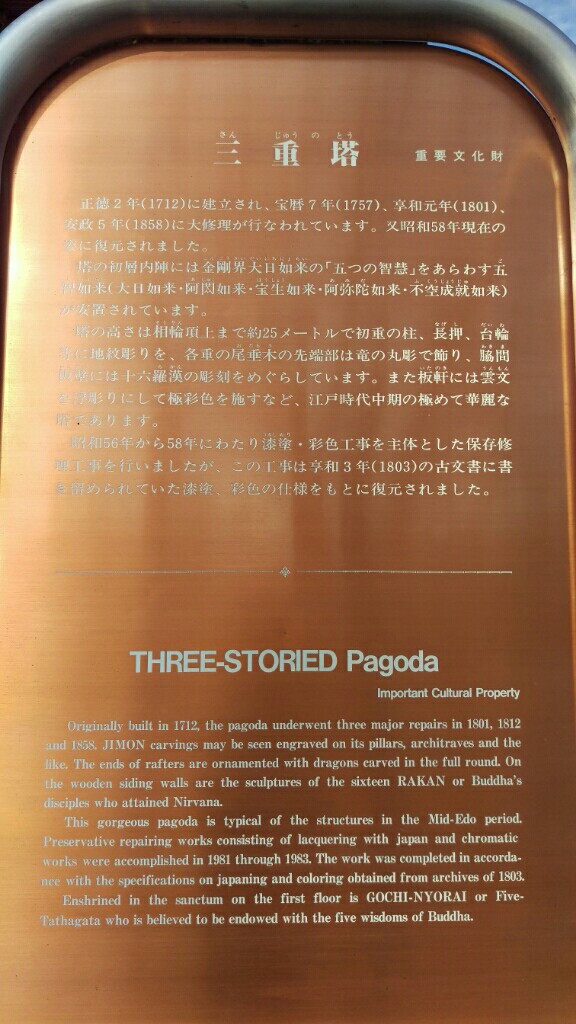 三重塔
重要文化財
正徳2年(1712)に建立され、宝暦7年(1757)、享和元年(1801)、
安政5年(1858)に大修理が行なわれています。又昭和58年現在の
に復元されました。
塔の初層内陣には金剛界大日如来の「五つの智慧」をあらわす五
智如来(大日如来・阿閦如来・宝生如来・阿弥陀如来・不空成就如来)
が安置されています。
塔の高さは相輪頂上まで約25メートルで初重の柱、長押、台輪
等に地紋彫りを、各重の尾垂木の先端部は竜の丸彫で飾り、脇間
には十六羅漢の彫刻をめぐらしています。また板軒には雲文
を浮彫りにして極彩色を施すなど、江戸時代中期の極めて華麗な
塔であります。
昭和56年から58年にわたり漆塗・彩色工事を主体とした保存修
理工事を行いましたが、この工事は享和3年(1803)の古文書に書
き留められていた漆塗、彩色の仕様をもとに復元されました。
THREE-STORIED Pagoda
Important Cultural Property
Originally built in 1712, the pagoda underwent three major repairs in 1801, 1812
and 1858. JIMON carvings may be seen engraved on its pillars, architraves and the
like. The ends of rafters are ornamented with dragons carved in the full round. On
the wooden siding walls are the sculptures of the sixteen RAKAN or Buddha's
disciples who attained Nirvana.
This gorgeous pagoda is typical of the structures in the Mid-Edo period.
Preservative repairing works consisting of lacquering with japan and chromatic
works were accomplished in 1981 through 1983. The work was completed in accorda-
nce with the specifications on japaning and coloring obtained from archives of 1803.
Enshrined in the sanctum on the first floor is GOCHI-NYORAI or Five-
Tathagata who is believed to be endowed with the five wisdoms of Buddha.